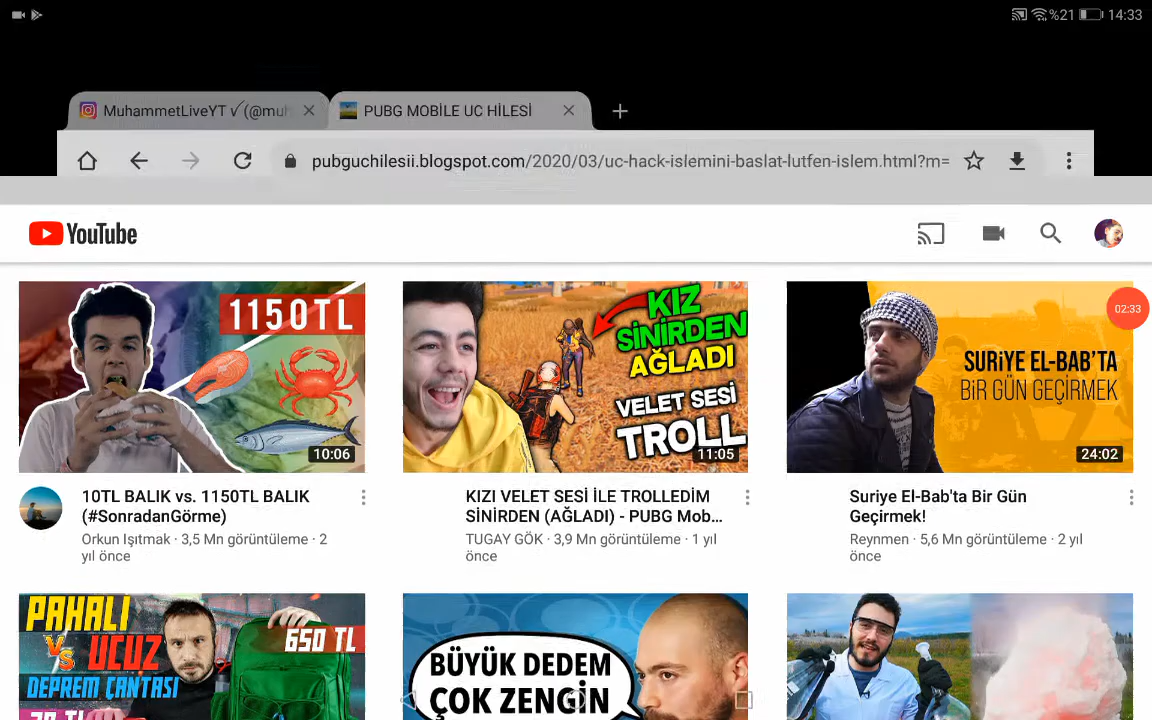 %21 14:33
MuhammetLiveYT ✓ (@muh
PUBG MOBİLE UC HİLESİ
pubguchilesii.blogspot.com/2020/03/uc-hack-islemini-baslat-lutfen-islem.html?m=
YouTube
1150TL
10:06
KIZ
SİNİRDEN
AĞLADI
VELET SESİ
TROLL
11:05
SURİYE EL-BAB'TA
BİR GÜN GEÇİRMEK
24:02
02:33
10TL BALIK vs. 1150TL BALIK
(#SonradanGörme)
Orkun Işıtmak · 3,5 Mn görüntüleme · 2
yıl önce
KIZI VELET SESİ İLE TROLLEDİM
SİNİRDEN (AĞLADI) - PUBG Mob...
TUGAY GÖK · 3,9 Mn görüntüleme · 1 yıl
önce
Suriye El-Bab'ta Bir Gün
Geçirmek!
Reynmen · 5,6 Mn görüntüleme · 2 yıl
önce
PAHALI
VS UCUZ
DEPREM ÇANTASI
650 TL
BÜYÜK DEDEM
ÇOK ZENGİN